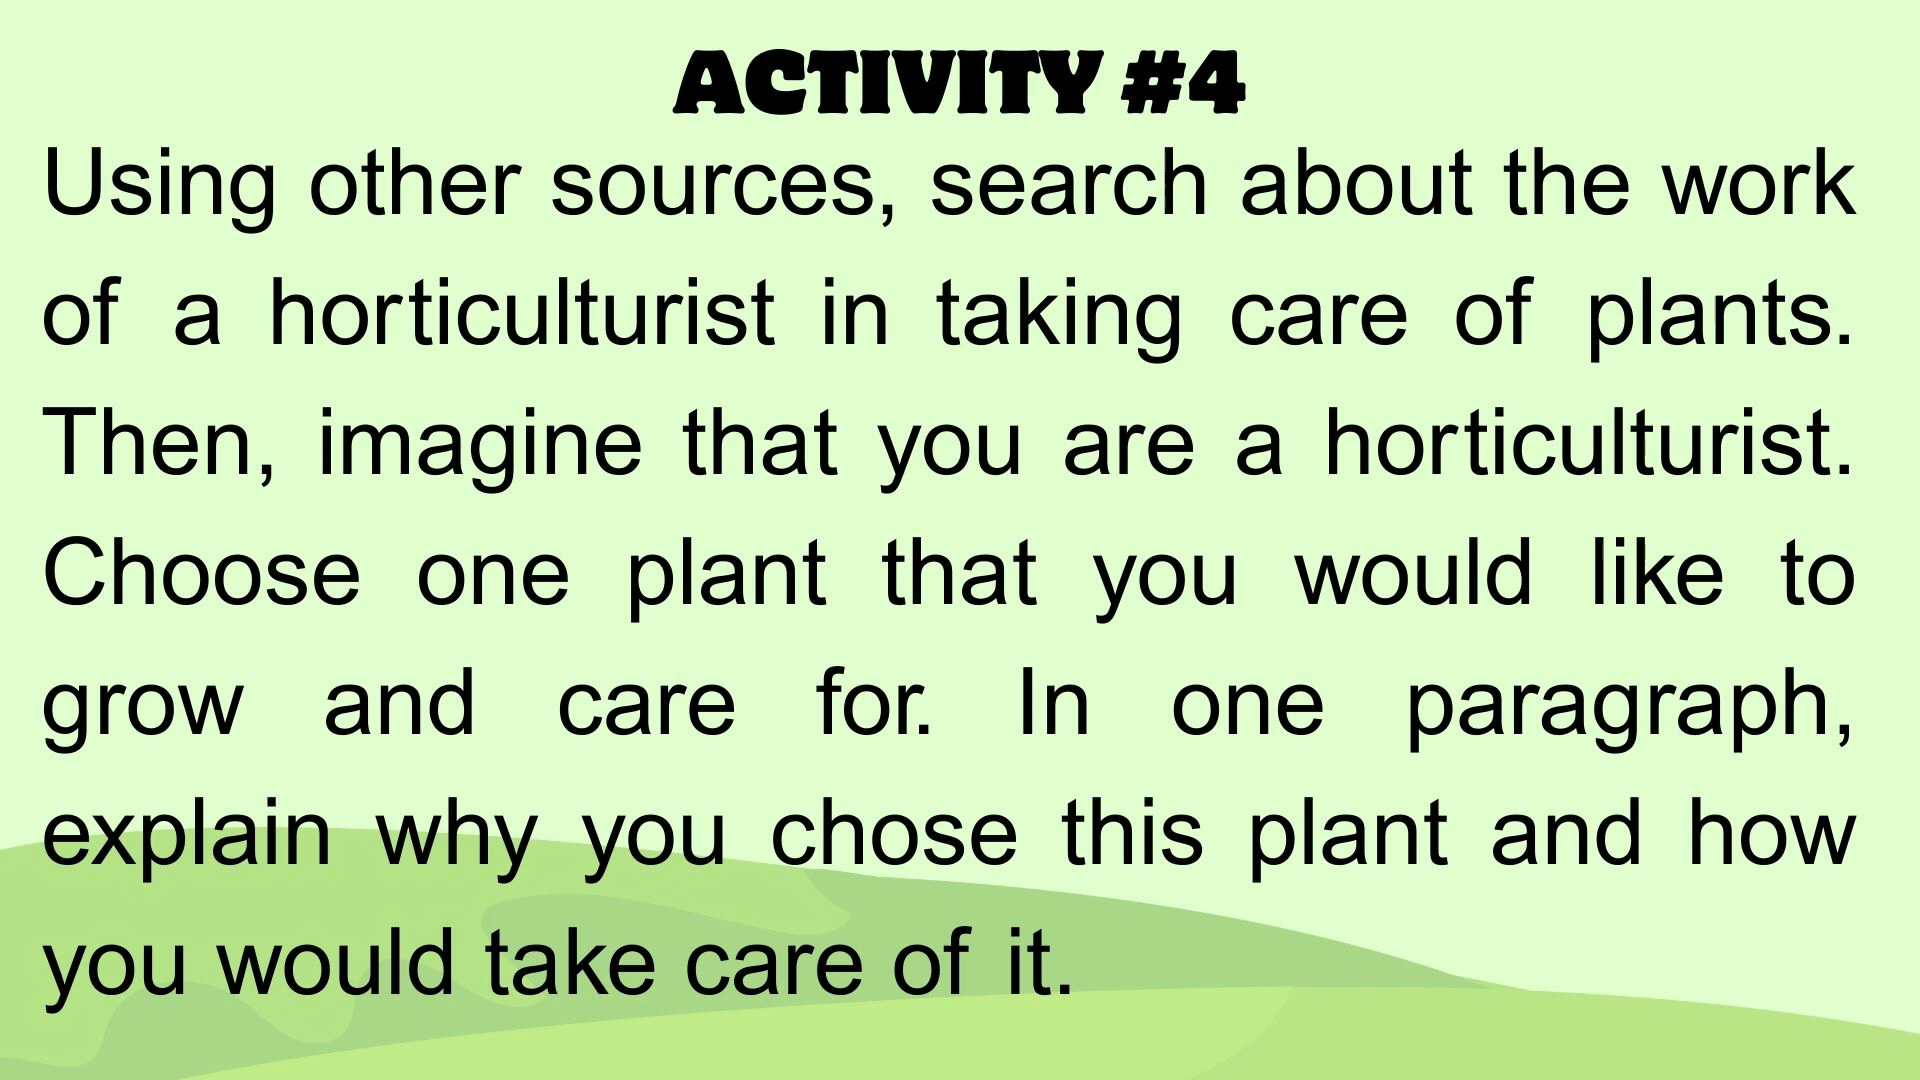 ACTIVITY #4
Using other sources, search about the work
of a horticulturist in taking care of plants.
Then, imagine that you are a horticulturist.
Choose one plant that you would like to
grow and care for. In one paragraph,
explain why you chose this plant and how
you would take care of it.